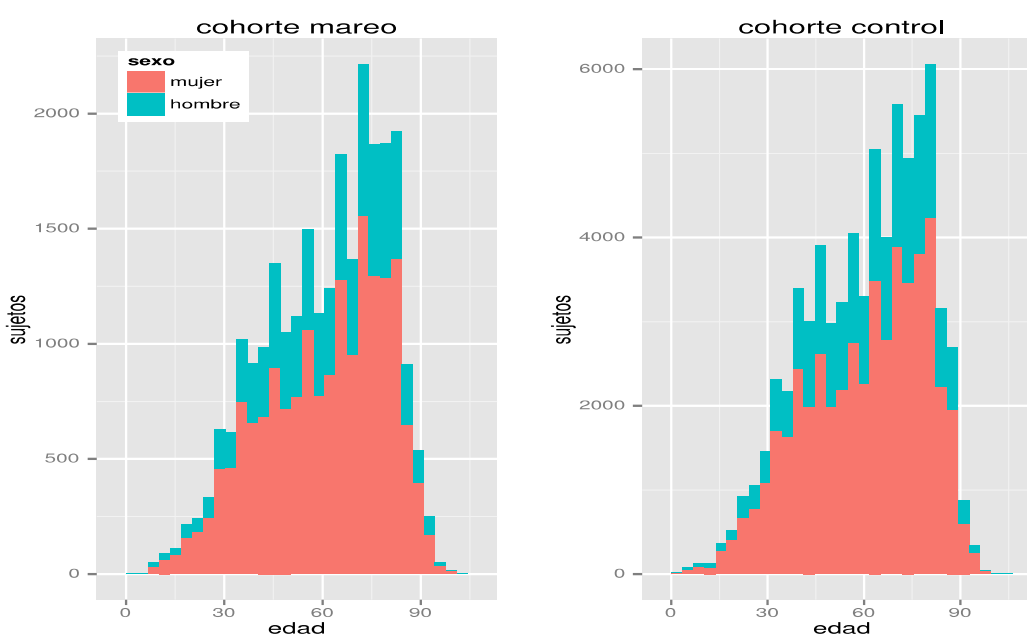 cohorte mareo
sexo
mujer
hombre
2000
1500
1000
500
0
sujetos
0 30 60 90
edad
cohorte control
6000
4000
2000
0
sujetos
0 30 60 90
edad